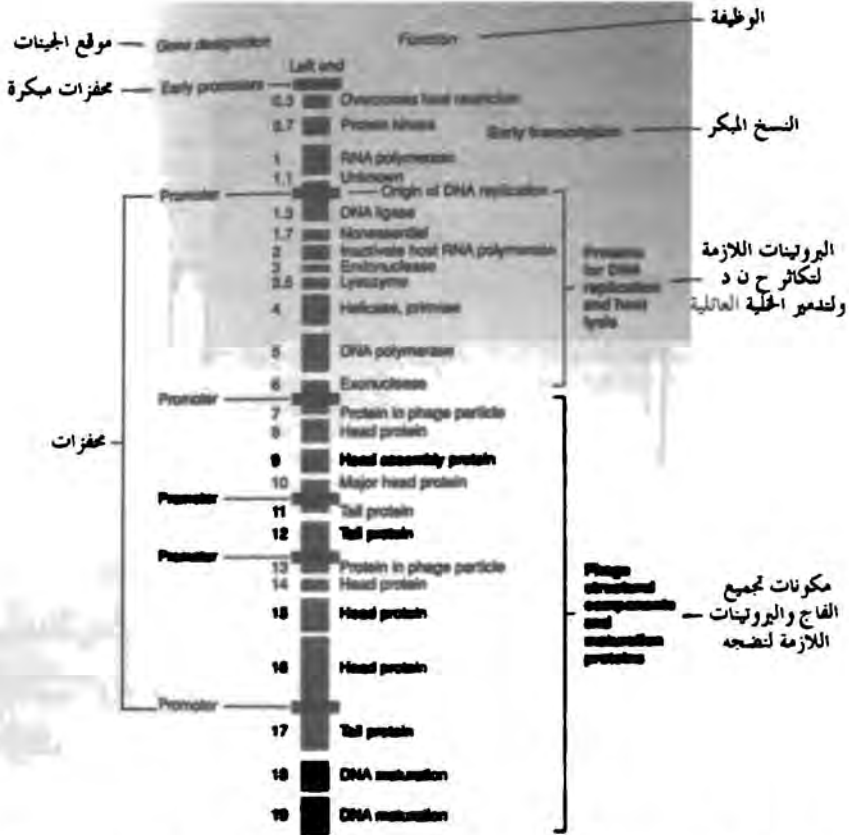 الوظيفة
موقع الجينات
Gene designation
Function
Left end
محفزات مبكرة
Early promoters
0.3 Overcomes host restriction
0.7 Protein kinase
Early transcription
النسخ المبكر
1 RNA polymerase
1.1 Unknown
Promoter
Origin of DNA replication
1.3 DNA ligase
1.7 Nonessential
2 Inactivate host RNA polymerase
3 Endonuclease
3.5 Lysozyme
4 Helicase, primase
5 DNA polymerase
6 Exonuclease
Proteins
for DNA
replication
and host
lysis
البروتينات اللازمة
لتكاثر ح ن د
ولتدمير الخلية العائلية
Promoter
7 Protein in phage particle
8 Head protein
محفزات
9 Head assembly protein
10 Major head protein
Promoter
11 Tail protein
12 Tail protein
Promoter
13 Protein in phage particle
14 Head protein
15 Head protein
16 Head protein
Promoter
17 Tail protein
18 DNA maturation
19 DNA maturation
Phage
structural
components
and
maturation
proteins
مكونات تجميع
الفاج والبروتينات
اللازمة لنضجه